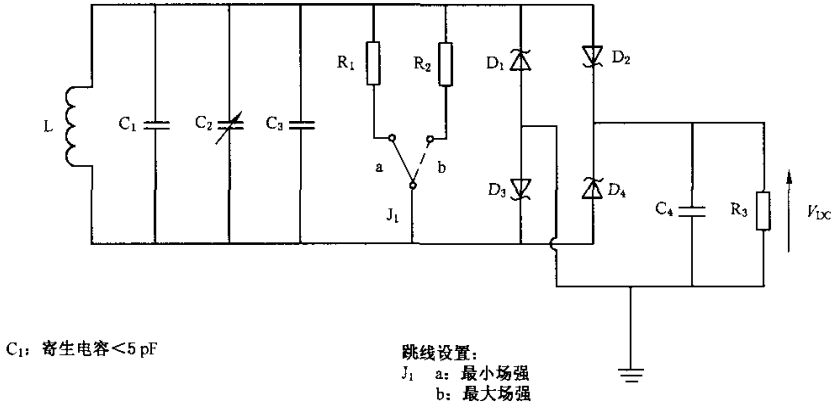 L
C₁
C₂
C₃
R₁
R₂
a
b
J₁
D₁
D₂
D₃
D₄
C₄
R₃
V_DC
C₁：寄生电容<5 pF
跳线设置：
J₁ a：最小场强
b：最大场强